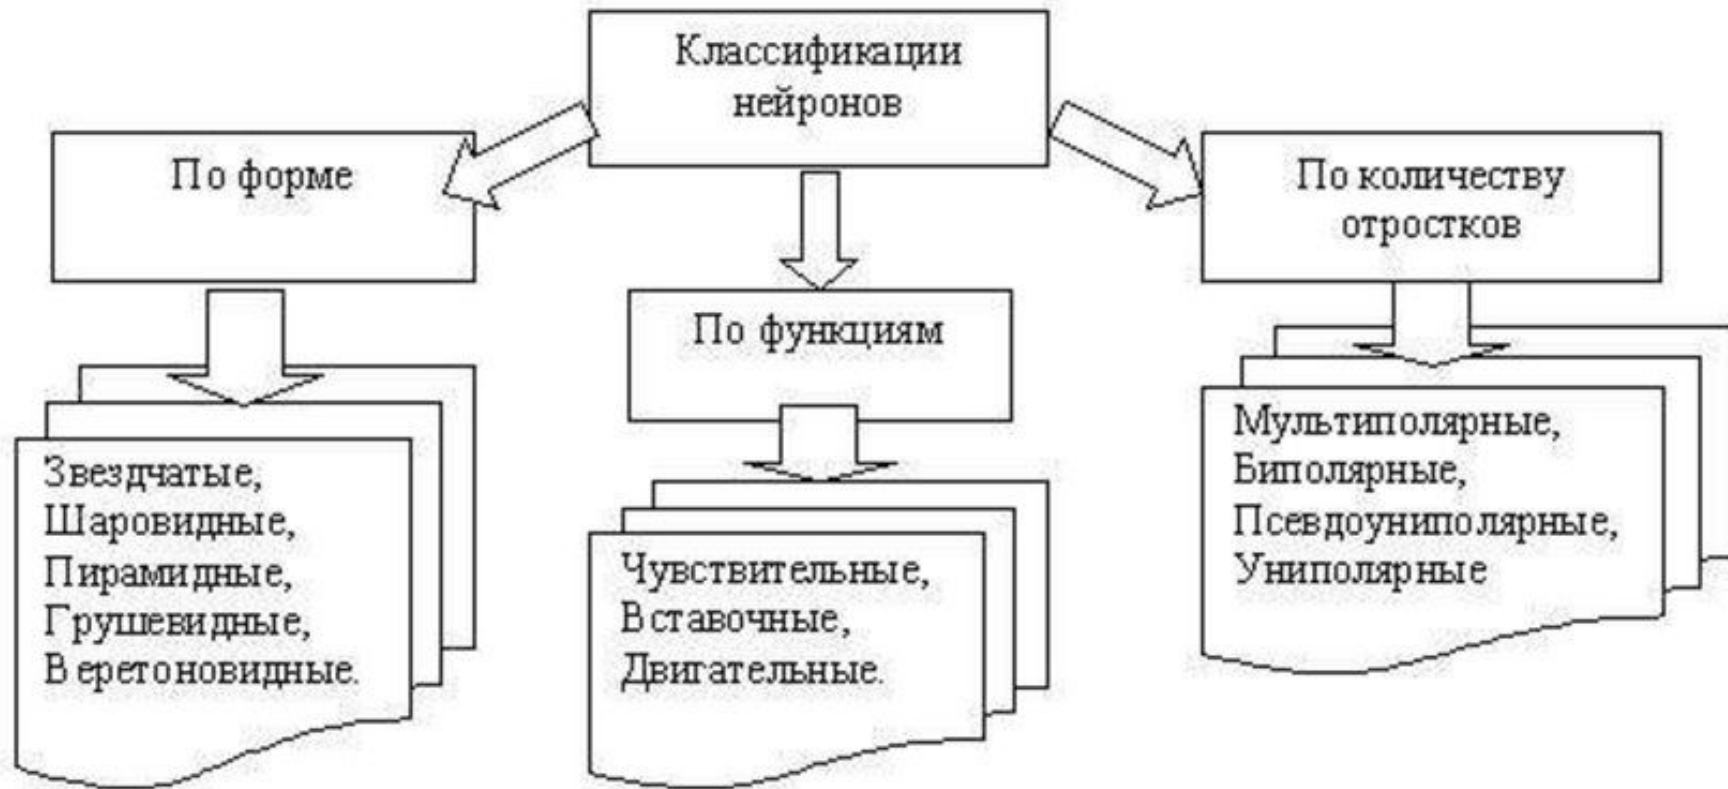 Классификации
нейронов
По форме
По функциям
По количеству
отростков
Звездчатые,
Шаровидные,
Пирамидные,
Грушевидные,
Веретоновидные.
Чувствительные,
Вставочные,
Двигательные.
Мультиполярные,
Биполярные,
Псевдоуниполярные,
Униполярные